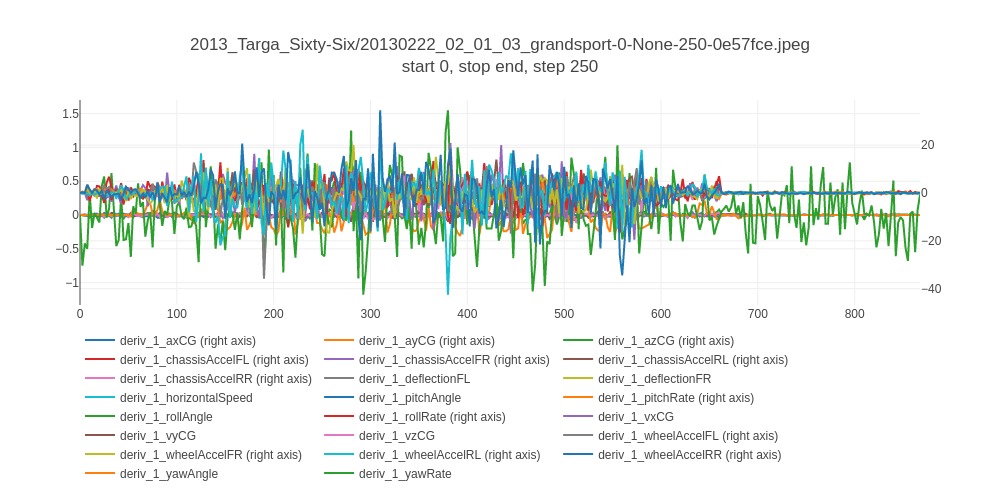 2013_Targa_Sixty-Six/20130222_02_01_03_grandsport-0-None-250-0e57fce.jpeg
start 0, stop end, step 250
1.5
1
0.5
0
−0.5
−1
20
0
−20
−40
0 100 200 300 400 500 600 700 800
deriv_1_axCG (right axis) deriv_1_ayCG (right axis) deriv_1_azCG (right axis)
deriv_1_chassisAccelFL (right axis) deriv_1_chassisAccelFR (right axis) deriv_1_chassisAccelRL (right axis)
deriv_1_chassisAccelRR (right axis) deriv_1_deflectionFL deriv_1_deflectionFR
deriv_1_horizontalSpeed deriv_1_pitchAngle deriv_1_pitchRate (right axis)
deriv_1_rollAngle deriv_1_rollRate (right axis) deriv_1_vxCG
deriv_1_vyCG deriv_1_vzCG deriv_1_wheelAccelFL (right axis)
deriv_1_wheelAccelFR (right axis) deriv_1_wheelAccelRL (right axis) deriv_1_wheelAccelRR (right axis)
deriv_1_yawAngle deriv_1_yawRate